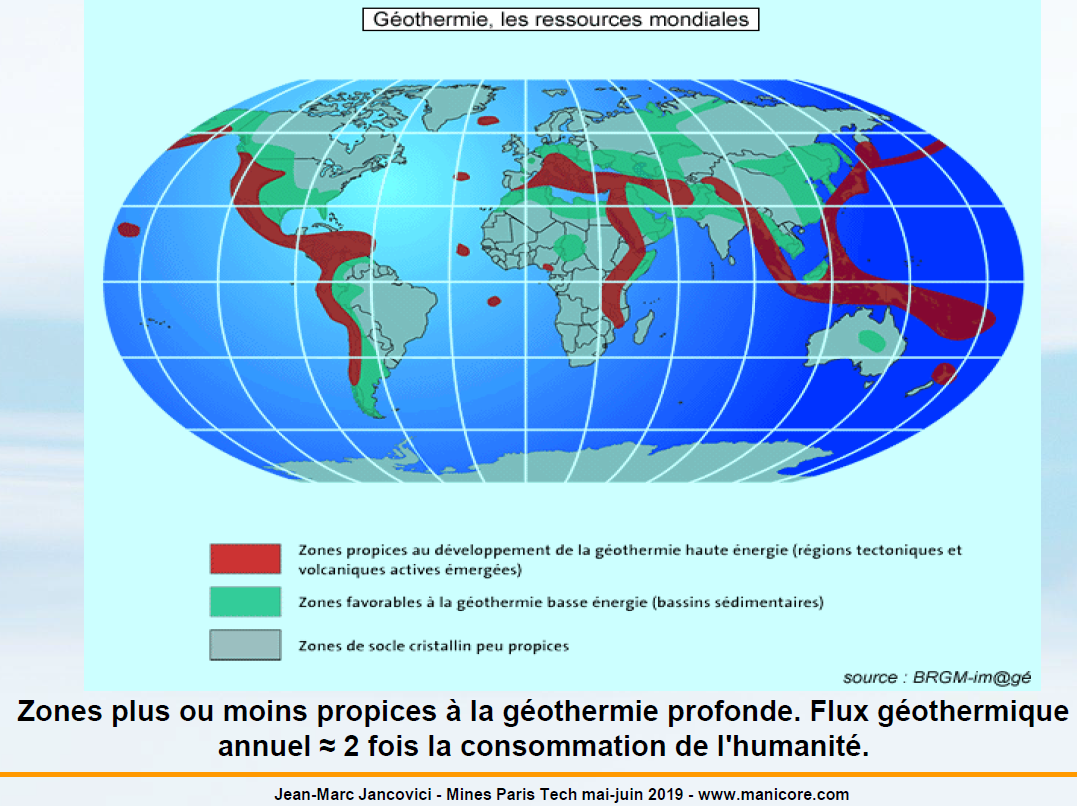 Géothermie, les ressources mondiales
Zones propices au développement de la géothermie haute énergie (régions tectoniques et
volcaniques actives émergées)
Zones favorables à la géothermie basse énergie (bassins sédimentaires)
Zones de socle cristallin peu propices
source : BRGM-im@gé
Zones plus ou moins propices à la géothermie profonde. Flux géothermique
annuel ≈ 2 fois la consommation de l'humanité.
Jean-Marc Jancovici - Mines Paris Tech mai-juin 2019 - www.manicore.com